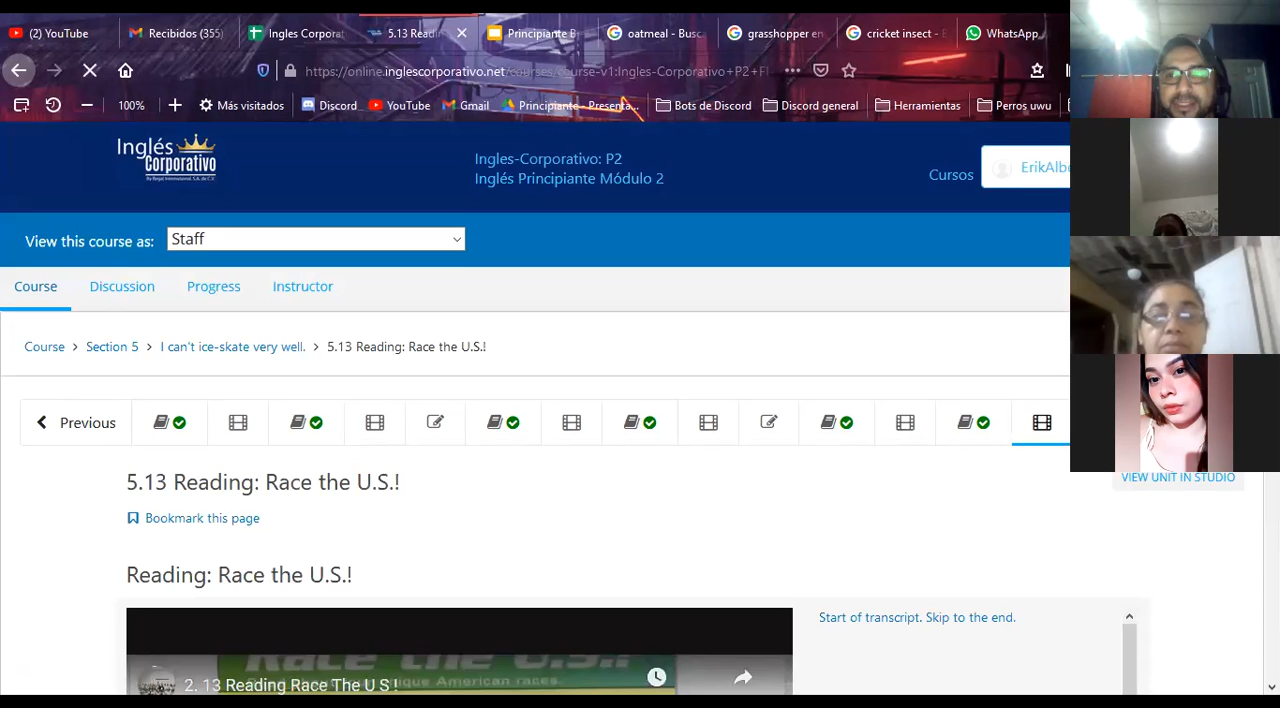 (2) YouTube
Recibidos (355)
Ingles Corporat
5.13 Readi
Principiante B
oatmeal - Busc
grasshopper en
cricket insect - B
WhatsApp
https://online.inglescorporativo.net/courses/course-v1:Ingles-Corporativo+P2+FI
100%
Más visitados
Discord
YouTube
Gmail
Principiante - Presenta...
Bots de Discord
Discord general
Herramientas
Perros uwu
Inglés
Corporativo
Ingles-Corporativo: P2
Inglés Principiante Módulo 2
Cursos
ErikAlbe
View this course as:
Staff
Course
Discussion
Progress
Instructor
Course > Section 5 > I can't ice-skate very well. > 5.13 Reading: Race the U.S.!
Previous
5.13 Reading: Race the U.S.!
VIEW UNIT IN STUDIO
Bookmark this page
Reading: Race the U.S.!
Start of transcript. Skip to the end.
Race the U.S.!
2. 13 Reading Race The U S !